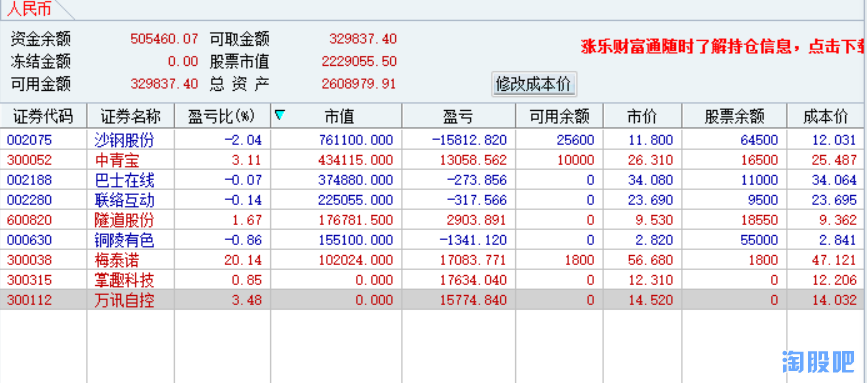 人民币
资金余额 505460.07 可取金额 329837.40
涨乐财富通随时了解持仓信息，点击下载
冻结金额 0.00 股票市值 2229055.50
可用金额 329837.40 总 资 产 2608979.91
修改成本价
证券代码 证券名称 盈亏比(%) 市值 盈亏 可用余额 市价 股票余额 成本价
002075 沙钢股份 -2.04 761100.000 -15812.820 25600 11.800 64500 12.031
300052 中青宝 3.11 434115.000 13058.562 10000 26.310 16500 25.487
002188 巴士在线 -0.07 374880.000 -273.856 0 34.080 11000 34.064
002280 联络互动 -0.14 225055.000 -317.566 0 23.690 9500 23.695
600820 隧道股份 1.67 176781.500 2903.891 0 9.530 18550 9.362
000630 铜陵有色 -0.86 155100.000 -1341.120 0 2.820 55000 2.841
300038 梅泰诺 20.14 102024.000 17083.771 1800 56.680 1800 47.121
300315 掌趣科技 0.85 0.000 17634.040 0 12.310 0 12.206
300112 万讯自控 3.48 0.000 15774.840 0 14.520 0 14.032
淘股吧